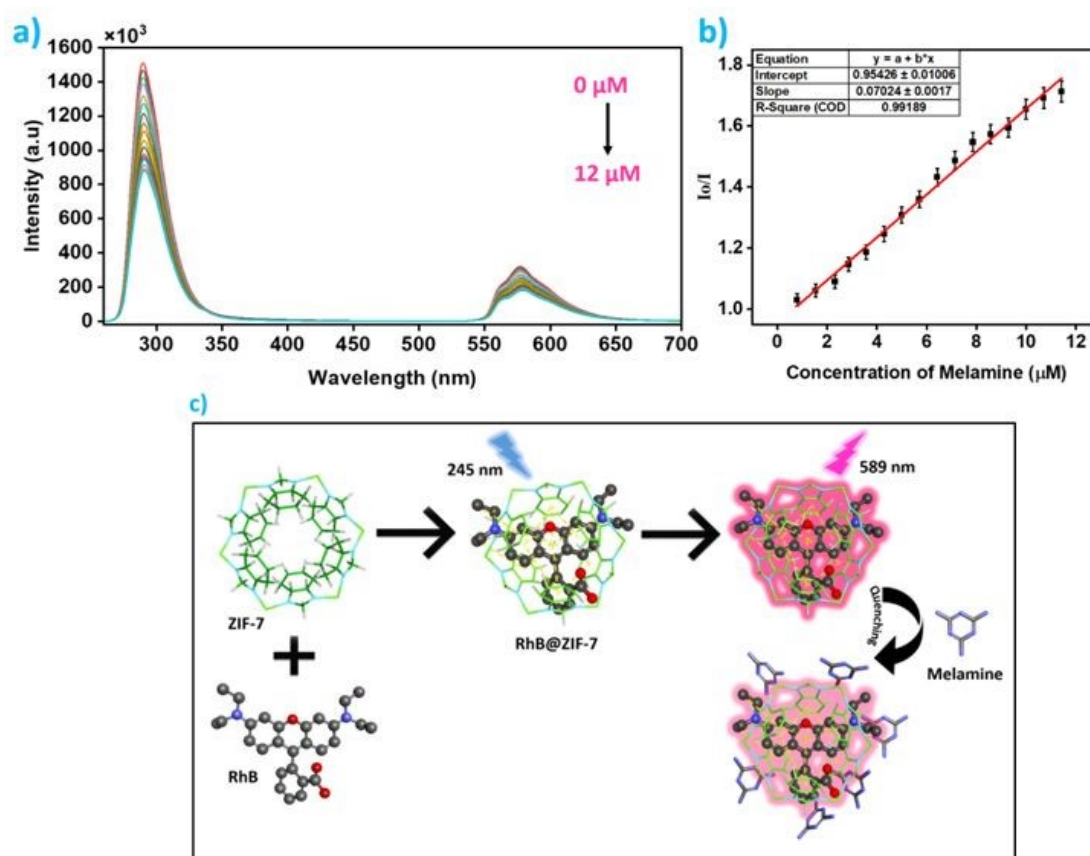 a)
×10³
1600
1400
1200
1000
800
600
400
200
0
300 350 400 450 500 550 600 650 700
Intensity (a.u)
Wavelength (nm)
0 µM
12 µM
b)
Equation y = a + b*x
Intercept 0.95426 ± 0.01006
Slope 0.07024 ± 0.0017
R-Square (COD 0.99189
1.8
1.6
1.4
1.2
1.0
0 2 4 6 8 10 12 14
Io/I
Concentration of Melamine (µM)
c)
245 nm
589 nm
ZIF-7
RhB@ZIF-7
Quenching
Melamine
RhB